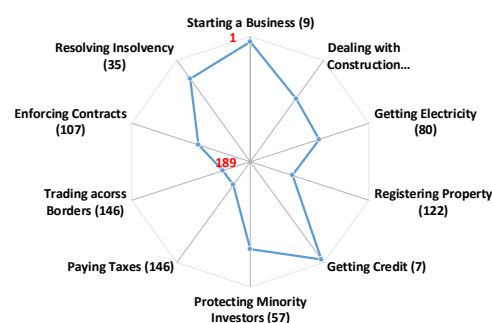 Starting a Business (9)
1
Dealing with
Construction...
Getting Electricity
(80)
Registering Property
(122)
Getting Credit (7)
Protecting Minority
Investors (57)
Paying Taxes (146)
Trading acorss
Borders (146)
Enforcing Contracts
(107)
Resolving Insolvency
(35)
189